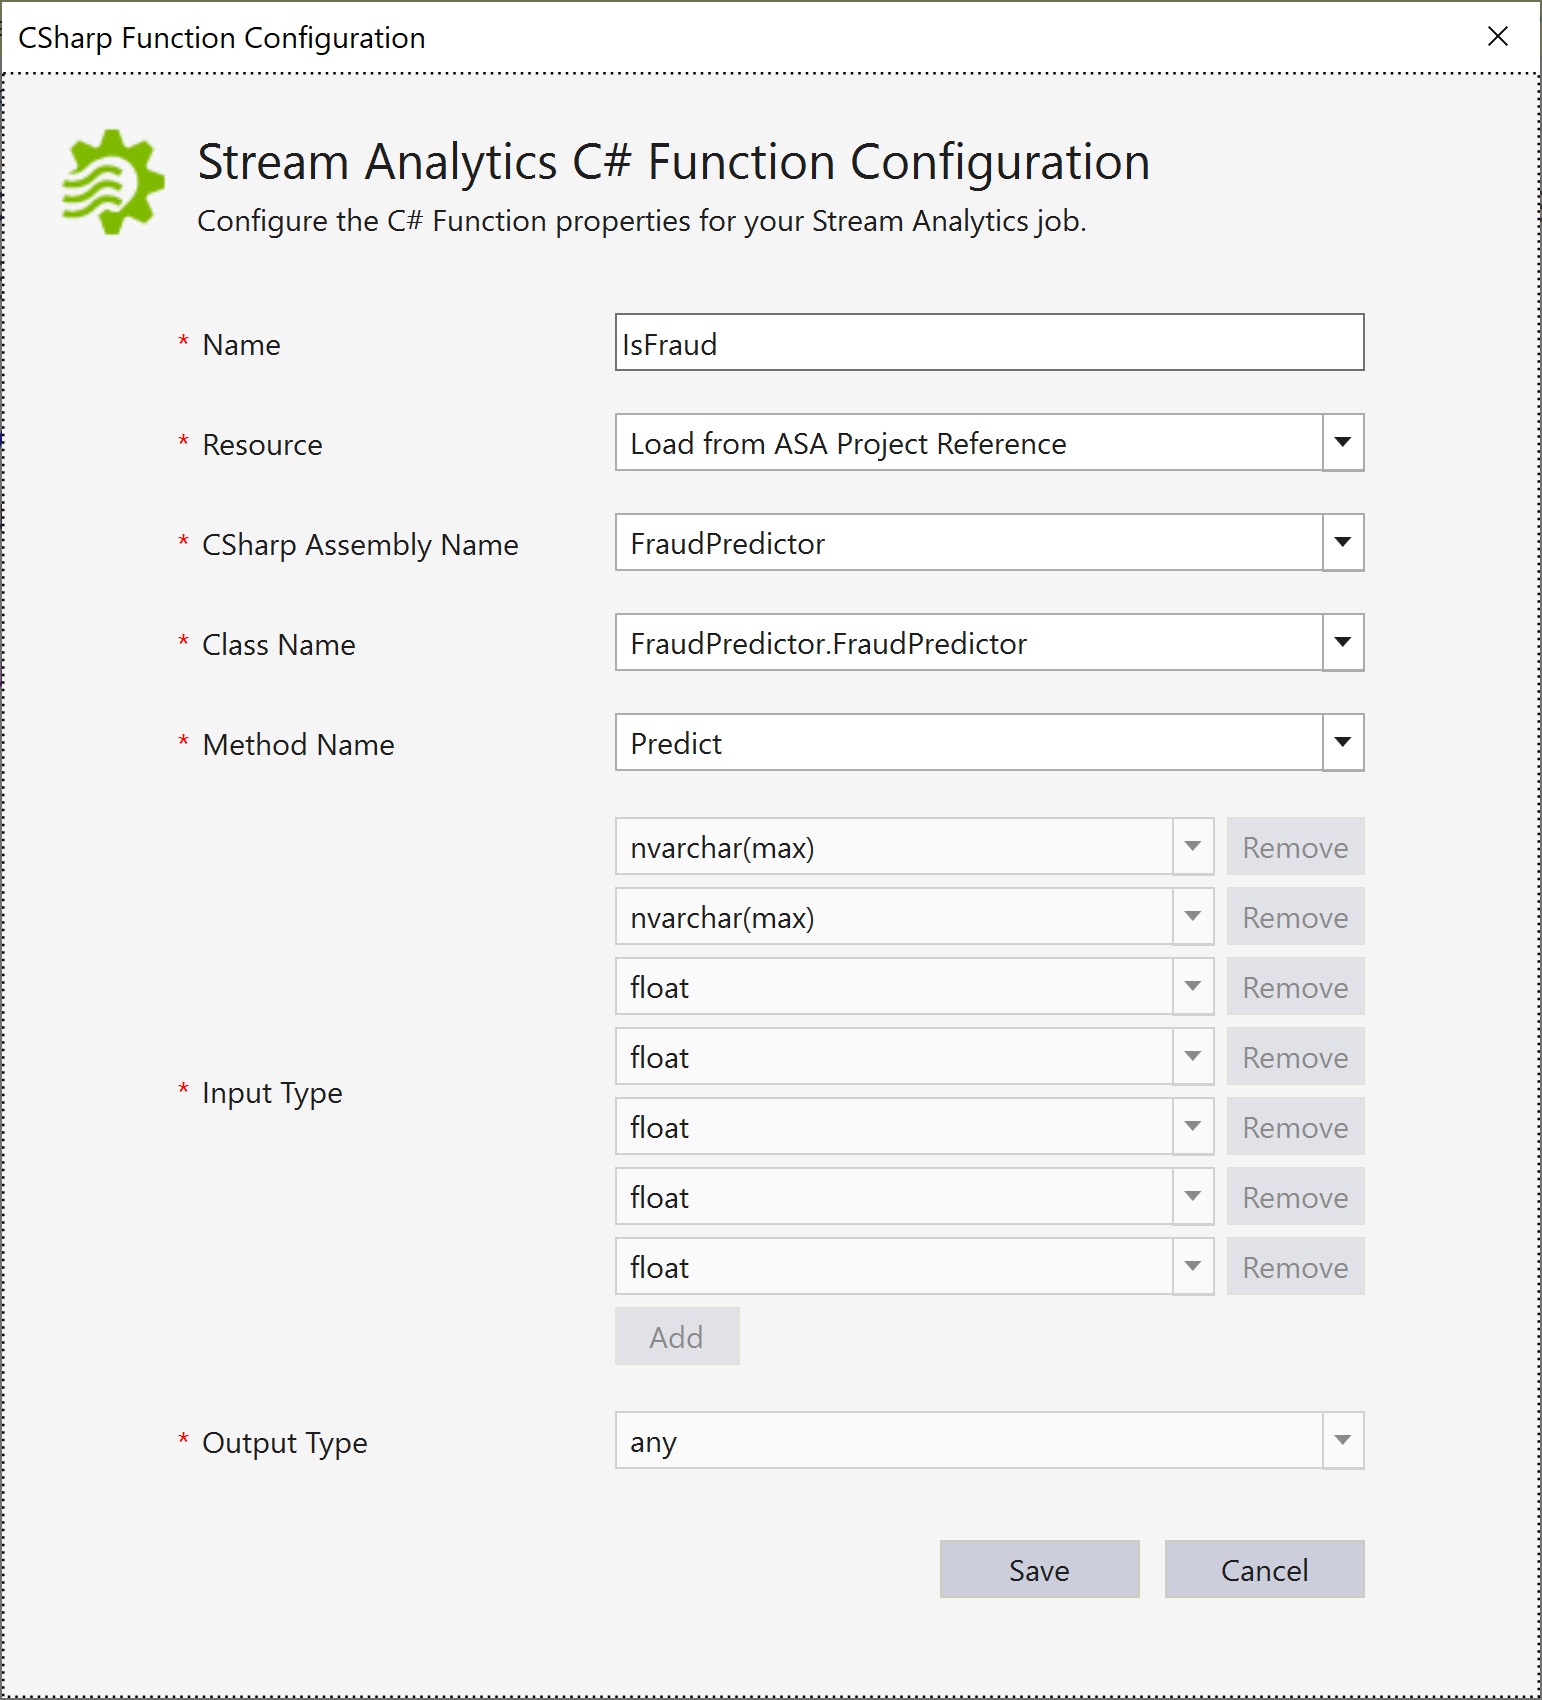 CSharp Function Configuration
Stream Analytics C# Function Configuration
Configure the C# Function properties for your Stream Analytics job.
* Name IsFraud
* Resource Load from ASA Project Reference
* CSharp Assembly Name FraudPredictor
* Class Name FraudPredictor.FraudPredictor
* Method Name Predict
nvarchar(max) Remove
nvarchar(max) Remove
float Remove
float Remove
* Input Type
float Remove
float Remove
float Remove
Add
* Output Type any
Save Cancel